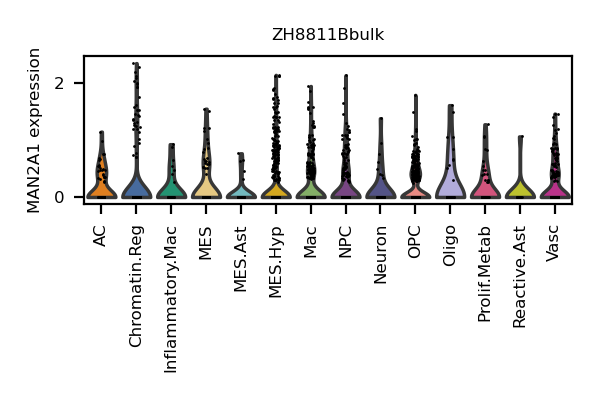 ZH8811Bbulk
MAN2A1 expression
2
0
AC
Chromatin.Reg
Inflammatory.Mac
MES
MES.Ast
MES.Hyp
Mac
NPC
Neuron
OPC
Oligo
Prolif.Metab
Reactive.Ast
Vasc